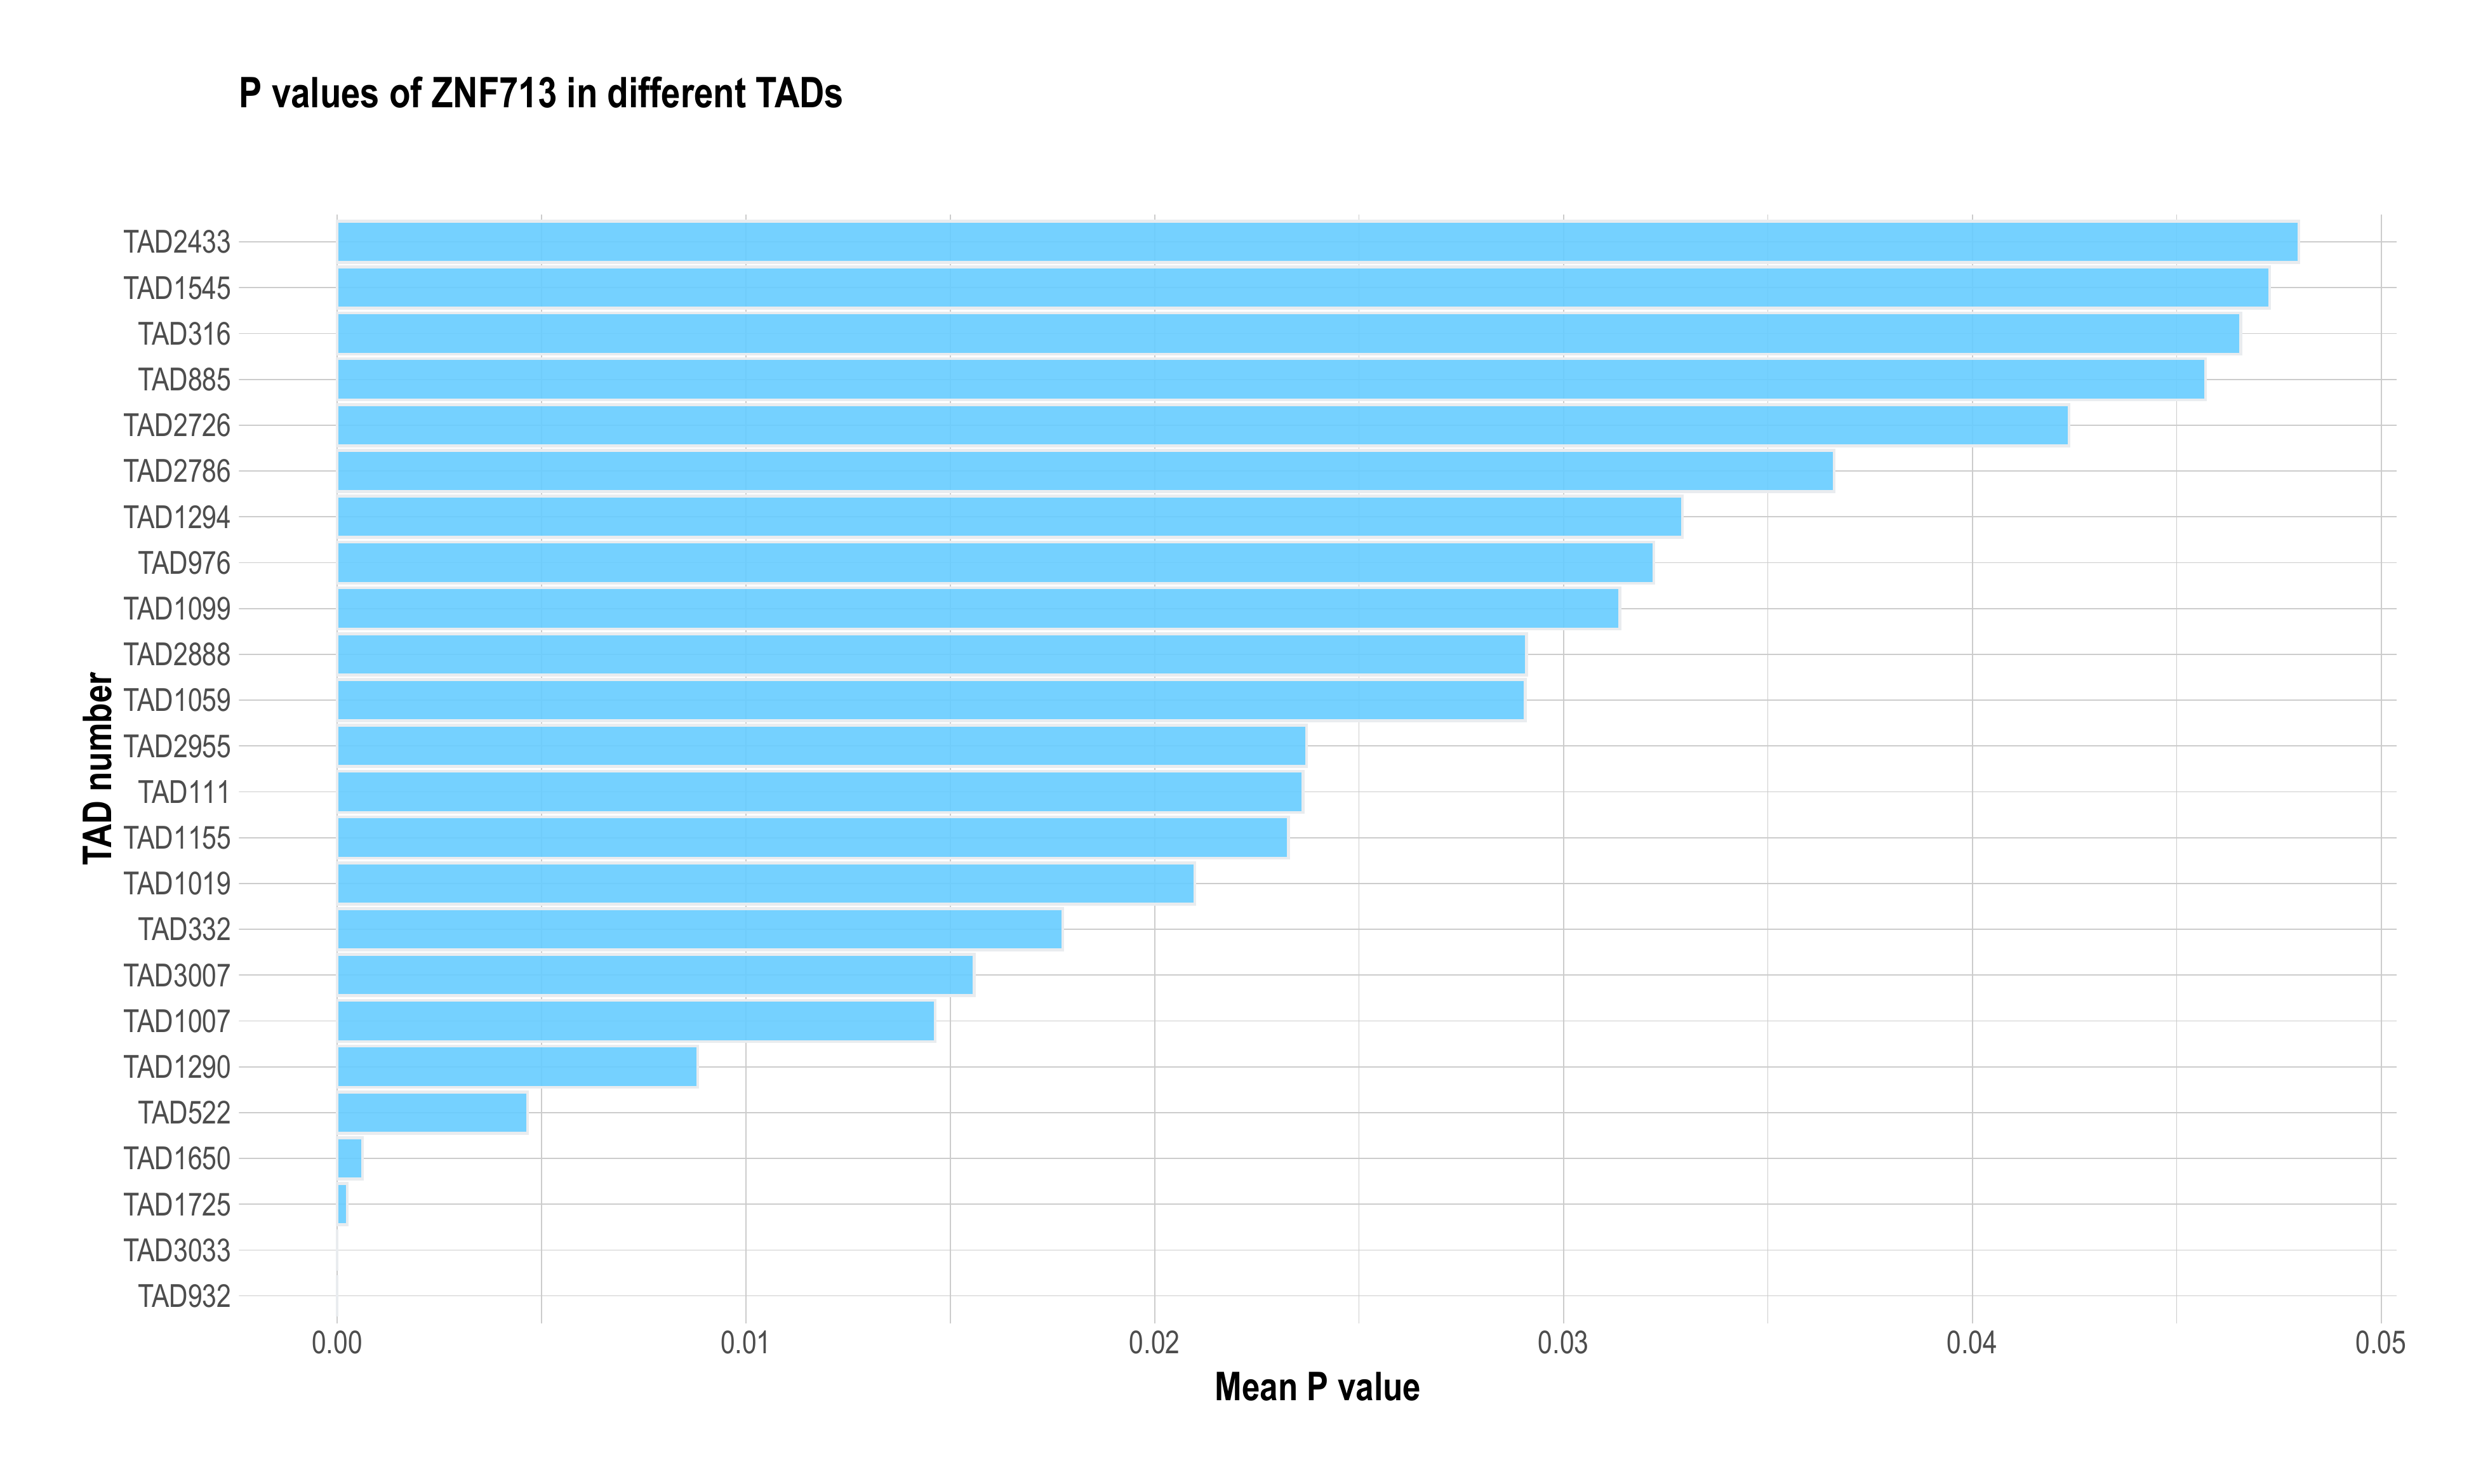 P values of ZNF713 in different TADs
TAD number
TAD2433
TAD1545
TAD316
TAD885
TAD2726
TAD2786
TAD1294
TAD976
TAD1099
TAD2888
TAD1059
TAD2955
TAD111
TAD1155
TAD1019
TAD332
TAD3007
TAD1007
TAD1290
TAD522
TAD1650
TAD1725
TAD3033
TAD932
0.00 0.01 0.02 0.03 0.04 0.05
Mean P value